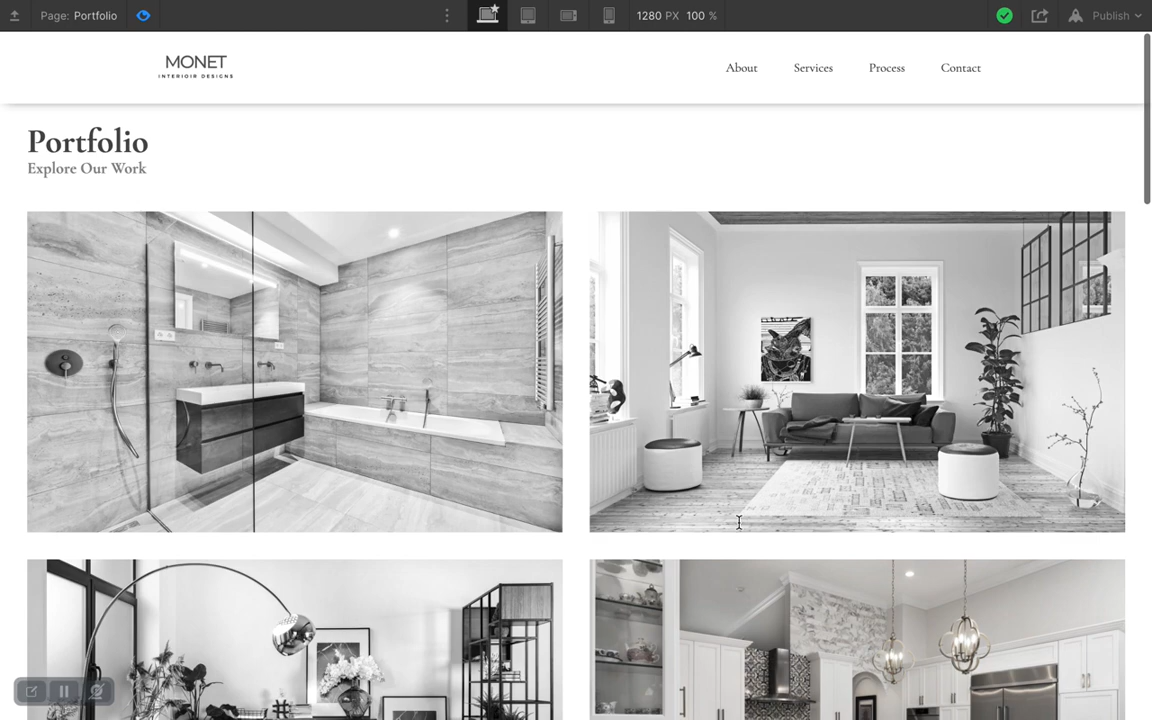 Page: Portfolio
1280 PX 100 %
Publish
MONET
INTERIOIR DESIGNS
About
Services
Process
Contact
Portfolio
Explore Our Work